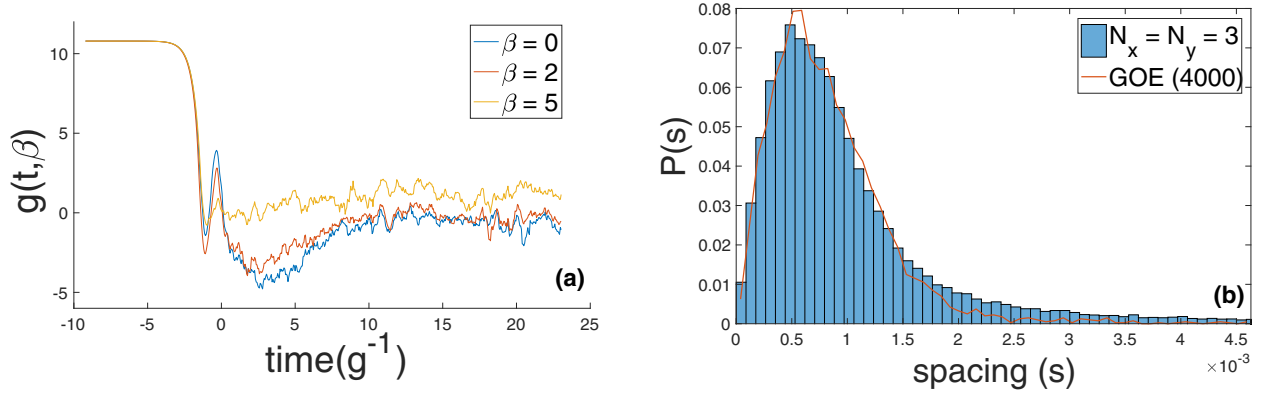 g(t,β)
10
5
0
-5
-10
-5
0
5
10
15
20
25
time(g^{-1})
β = 0
β = 2
β = 5
(a)
P(s)
0.08
0.07
0.06
0.05
0.04
0.03
0.02
0.01
0
0
0.5
1
1.5
2
2.5
3
3.5
4
4.5
×10^{-3}
spacing (s)
N_x = N_y = 3
GOE (4000)
(b)